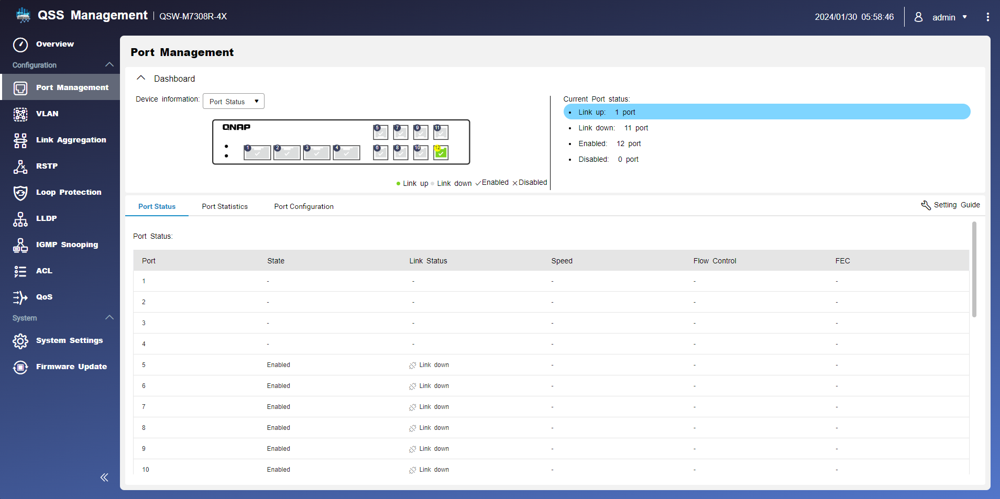 QSS Management | QSW-M7308R-4X
2024/01/30 05:58:46
admin
Overview
Configuration
Port Management
VLAN
Link Aggregation
RSTP
Loop Protection
LLDP
IGMP Snooping
ACL
QoS
System
System Settings
Firmware Update
Port Management
Dashboard
Device information: Port Status
QNAP
5 7 9 11
1 2 3 4 6 8 10 12
Link up Link down Enabled Disabled
Current Port status:
• Link up: 1 port
• Link down: 11 port
• Enabled: 12 port
• Disabled: 0 port
Port Status Port Statistics Port Configuration
Setting Guide
Port Status:
Port State Link Status Speed Flow Control FEC
1 - - - - -
2 - - - - -
3 - - - - -
4 - - - - -
5 Enabled Link down - - -
6 Enabled Link down - - -
7 Enabled Link down - - -
8 Enabled Link down - - -
9 Enabled Link down - - -
10 Enabled Link down - - -